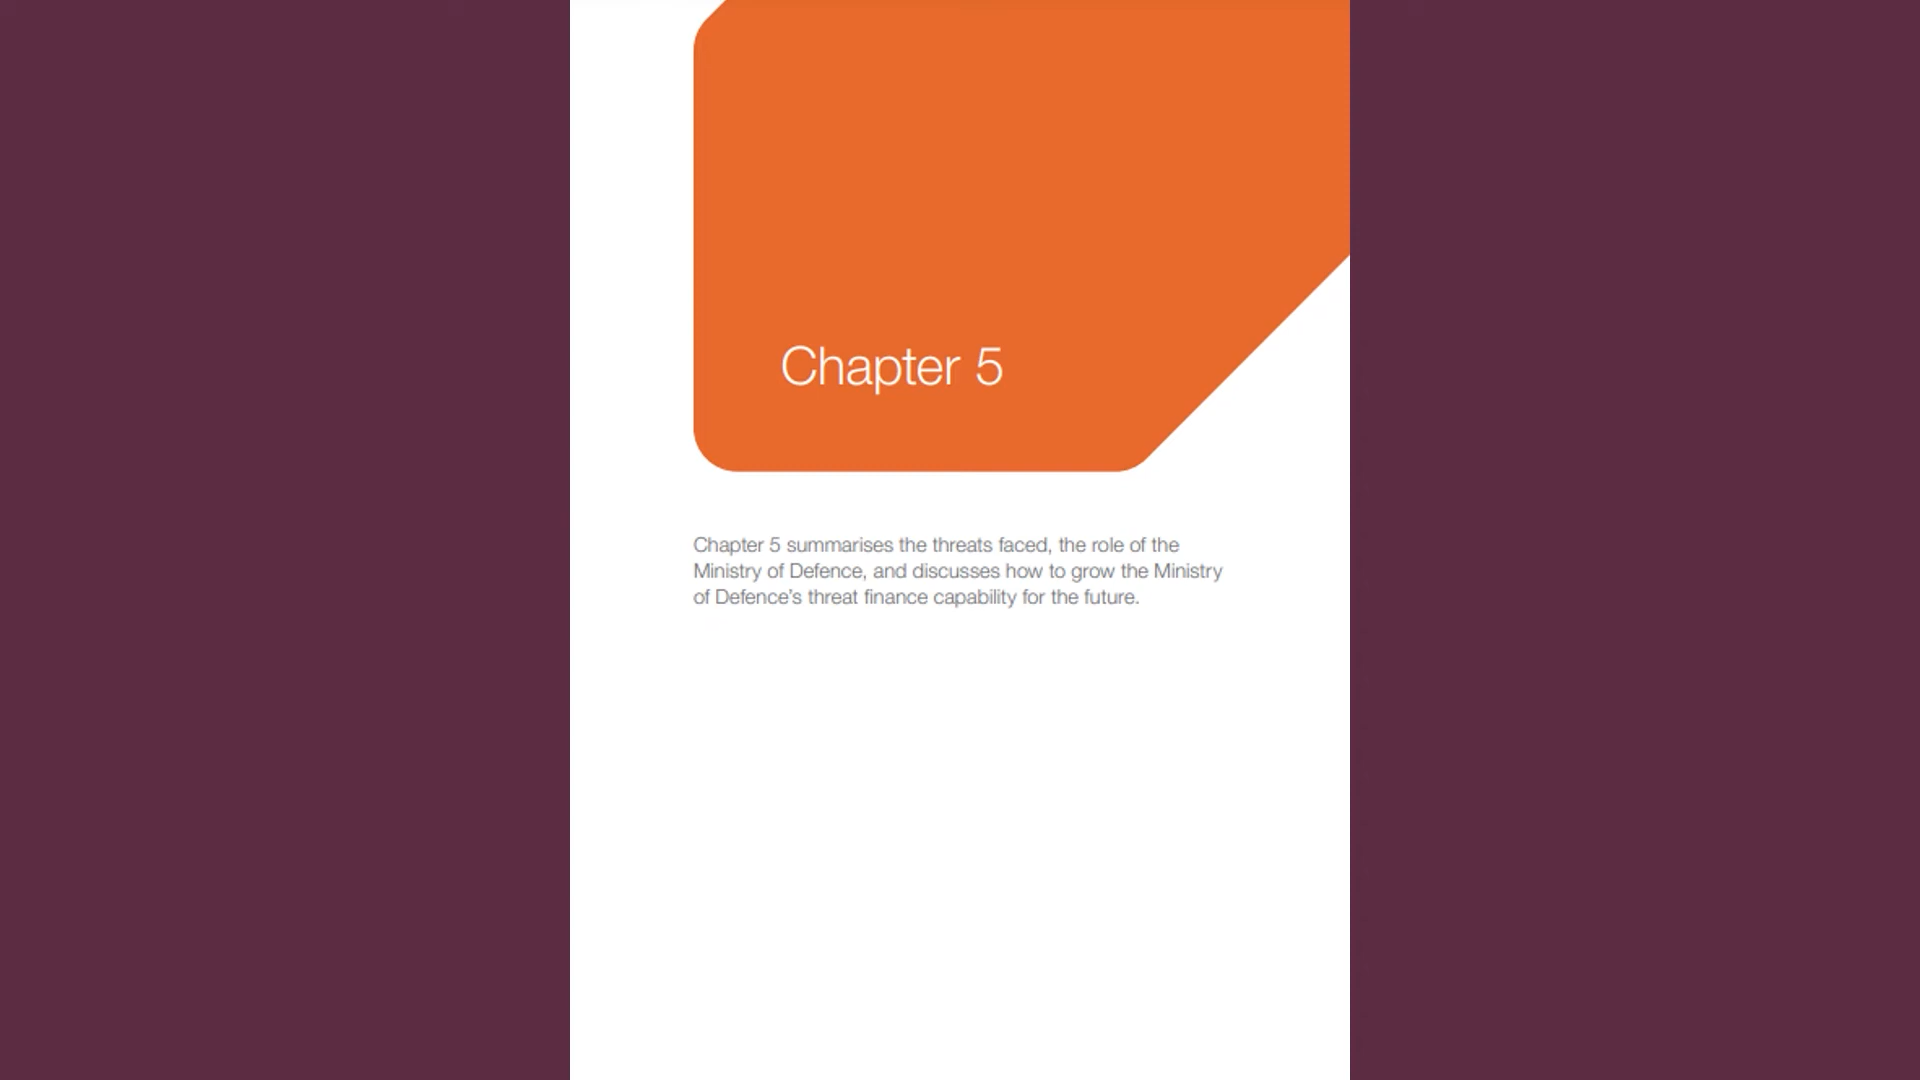 Chapter 5
Chapter 5 summarises the threats faced, the role of the
Ministry of Defence, and discusses how to grow the Ministry
of Defence’s threat finance capability for the future.